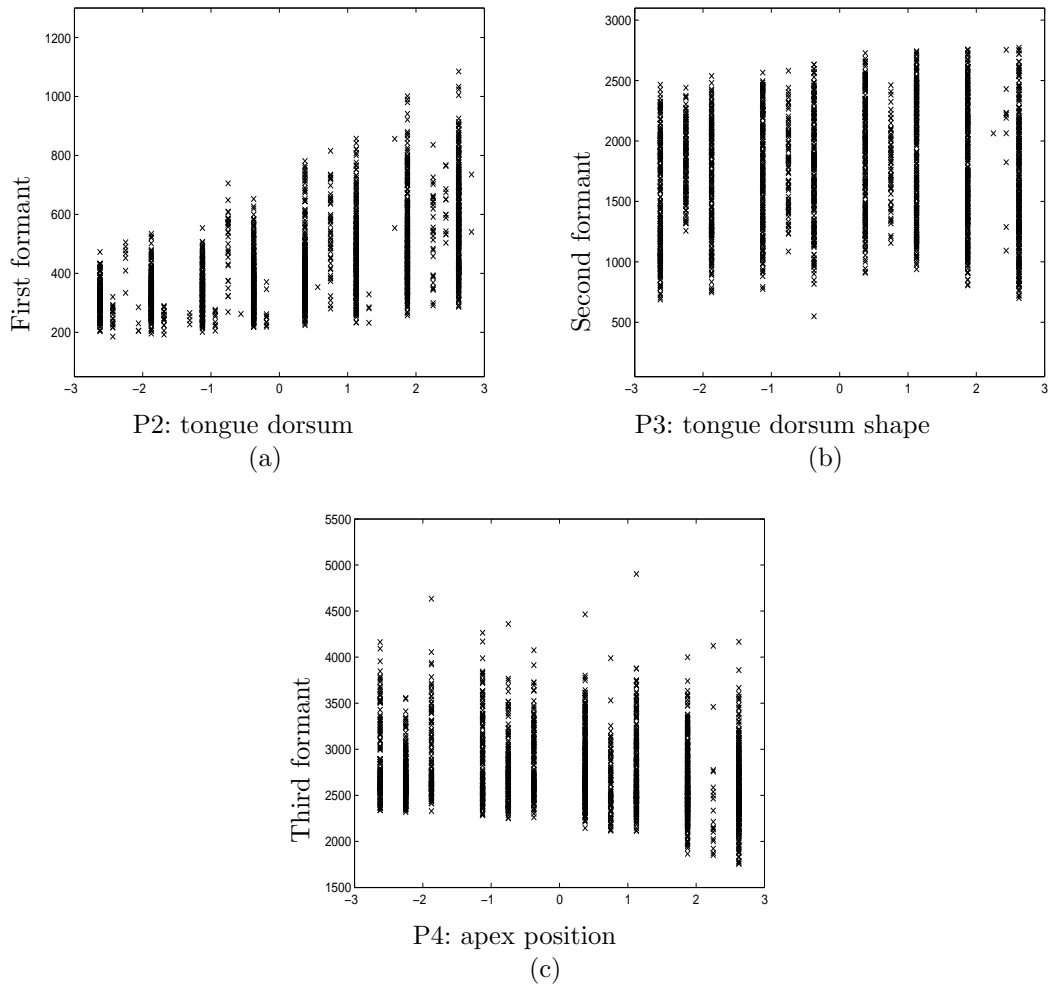 1200
1000
800
600
400
200
First formant
−3 −2 −1 0 1 2 3
P2: tongue dorsum
(a)
3000
2500
2000
1500
1000
500
Second formant
−3 −2 −1 0 1 2 3
P3: tongue dorsum shape
(b)
5500
5000
4500
4000
3500
3000
2500
2000
1500
Third formant
−3 −2 −1 0 1 2 3
P4: apex position
(c)